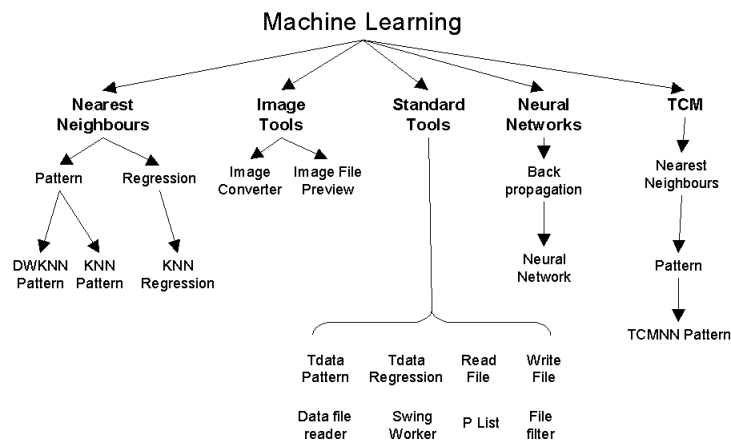 Machine Learning
Nearest
Neighbours
Image
Tools
Standard
Tools
Neural
Networks
TCM
Pattern
Regression
Image
Converter
Image File
Preview
Back
propagation
Nearest
Neighbours
DWKNN
Pattern
KNN
Pattern
KNN
Regression
Neural
Network
Pattern
TCMNN Pattern
Tdata
Pattern
Tdata
Regression
Read
File
Write
File
Data file
reader
Swing
Worker
P List
File
filter